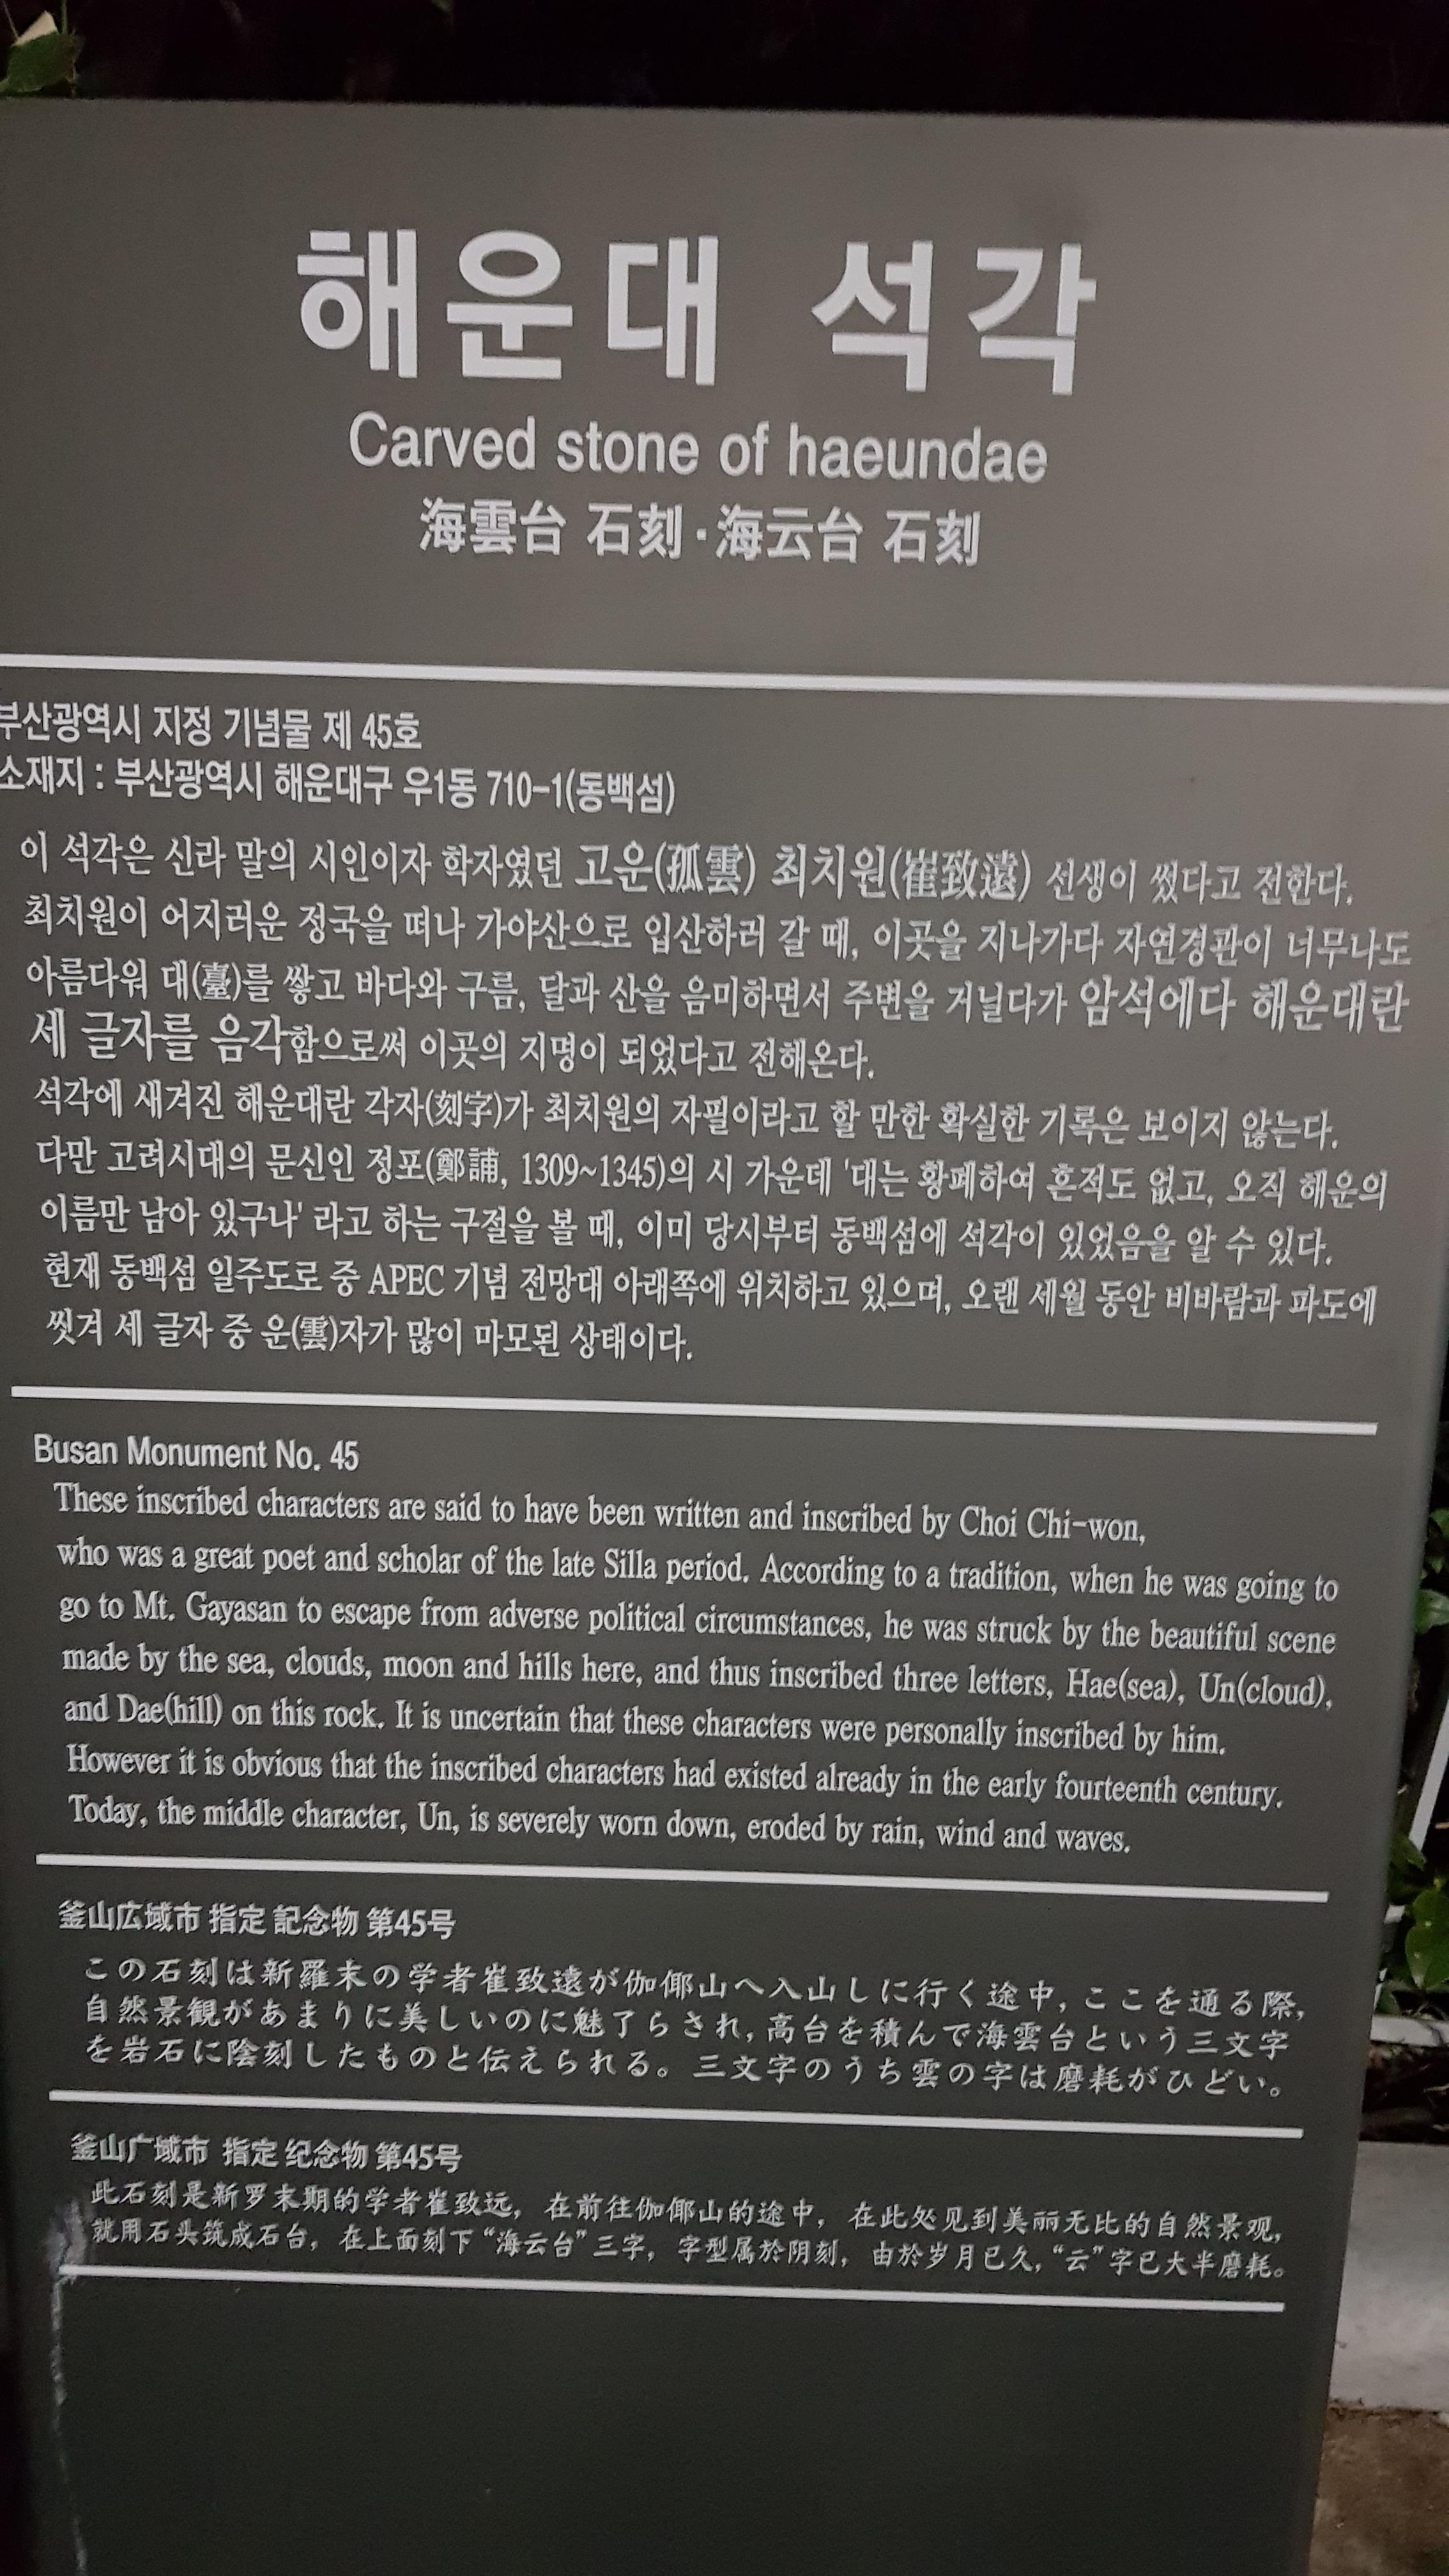 해운대 석각
Carved stone of haeundae
海雲台 石刻·海云台 石刻
부산광역시 지정 기념물 제 45호
소재지 : 부산광역시 해운대구 우1동 710-1(동백섬)
이 석각은 신라 말의 시인이자 학자였던 고운(孤雲) 최치원(崔致遠) 선생이 썼다고 전한다.
최치원이 어지러운 정국을 떠나 가야산으로 입산하러 갈 때, 이곳을 지나가다 자연경관이 너무나도
아름다워 대(臺)를 쌓고 바다와 구름, 달과 산을 음미하면서 주변을 거닐다가 암석에다 해운대란
세 글자를 음각함으로써 이곳의 지명이 되었다고 전해온다.
석각에 새겨진 해운대란 각자(刻字)가 최치원의 자필이라고 할 만한 확실한 기록은 보이지 않는다.
다만 고려시대의 문신인 정포(鄭誧, 1309~1345)의 시 가운데 '대는 황폐하여 흔적도 없고, 오직 해운의
이름만 남아 있구나' 라고 하는 구절을 볼 때, 이미 당시부터 동백섬에 석각이 있었음을 알 수 있다.
현재 동백섬 일주도로 중 APEC 기념 전망대 아래쪽에 위치하고 있으며, 오랜 세월 동안 비바람과 파도에
씻겨 세 글자 중 운(雲)자가 많이 마모된 상태이다.
Busan Monument No. 45
These inscribed characters are said to have been written and inscribed by Choi Chi-won,
who was a great poet and scholar of the late Silla period. According to a tradition, when he was going to
go to Mt. Gayasan to escape from adverse political circumstances, he was struck by the beautiful scene
made by the sea, clouds, moon and hills here, and thus inscribed three letters, Hae(sea), Un(cloud),
and Dae(hill) on this rock. It is uncertain that these characters were personally inscribed by him.
However it is obvious that the inscribed characters had existed already in the early fourteenth century.
Today, the middle character, Un, is severely worn down, eroded by rain, wind and waves.
釜山広域市 指定 記念物 第45号
この石刻は新羅末の学者崔致遠が伽倻山へ入山しに行く途中, ここを通る際,
自然景観があまりに美しいのに魅了らされ, 高台を積んで海雲台という三文字
を岩石に陰刻したものと伝えられる。三文字のうち雲の字は磨耗がひどい。
釜山广域市 指定 纪念物 第45号
此石刻是新罗末期的学者崔致远，在前往伽倻山的途中，在此处见到美丽无比的自然景观，
就用石头筑成石台，在上面刻下“海云台”三字，字型属於阴刻，由於岁月已久，“云”字已大半磨耗。